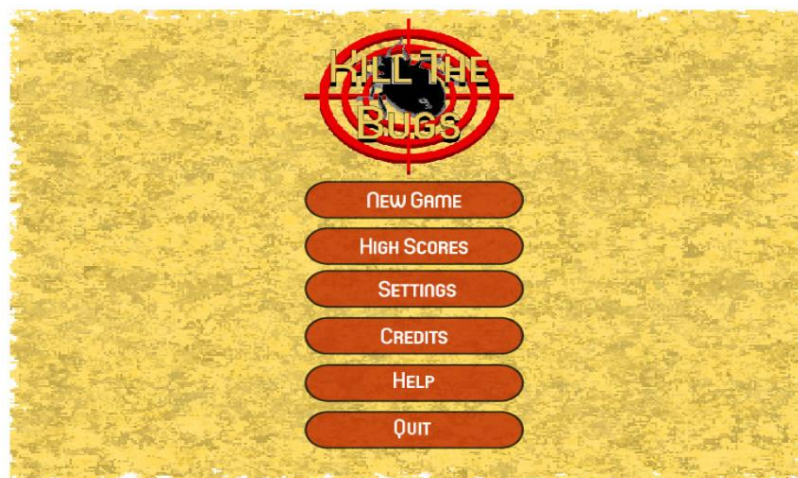 Kill The
Bugs
New Game
High Scores
Settings
Credits
Help
Quit